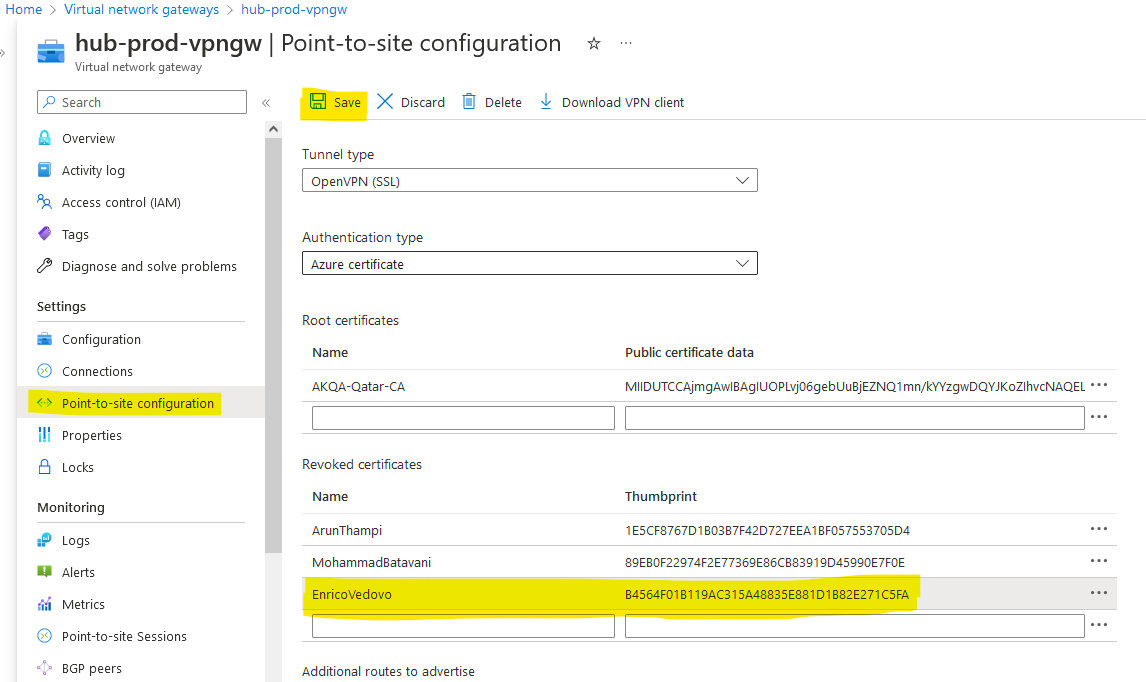 Home > Virtual network gateways > hub-prod-vpngw
hub-prod-vpngw | Point-to-site configuration
Virtual network gateway
Search
Save Discard Delete Download VPN client
Overview
Activity log
Access control (IAM)
Tags
Diagnose and solve problems
Settings
Configuration
Connections
Point-to-site configuration
Properties
Locks
Monitoring
Logs
Alerts
Metrics
Point-to-site Sessions
BGP peers
Tunnel type
OpenVPN (SSL)
Authentication type
Azure certificate
Root certificates
Name Public certificate data
AKQA-Qatar-CA MIIDUTCCAjmgAwIBAgIUOPLvj06gebUuBjEZNQ1mn/kYYzgwDQYJKoZIhvcNAQEL
Revoked certificates
Name Thumbprint
ArunThampi 1E5CF8767D1B03B7F42D727EEA1BF057553705D4
MohammadBatavani 89EB0F22974F2E77369E86CB83919D45990E7F0E
EnricoVedovo B4564F01B119AC315A48835E881D1B82E271C5FA
Additional routes to advertise